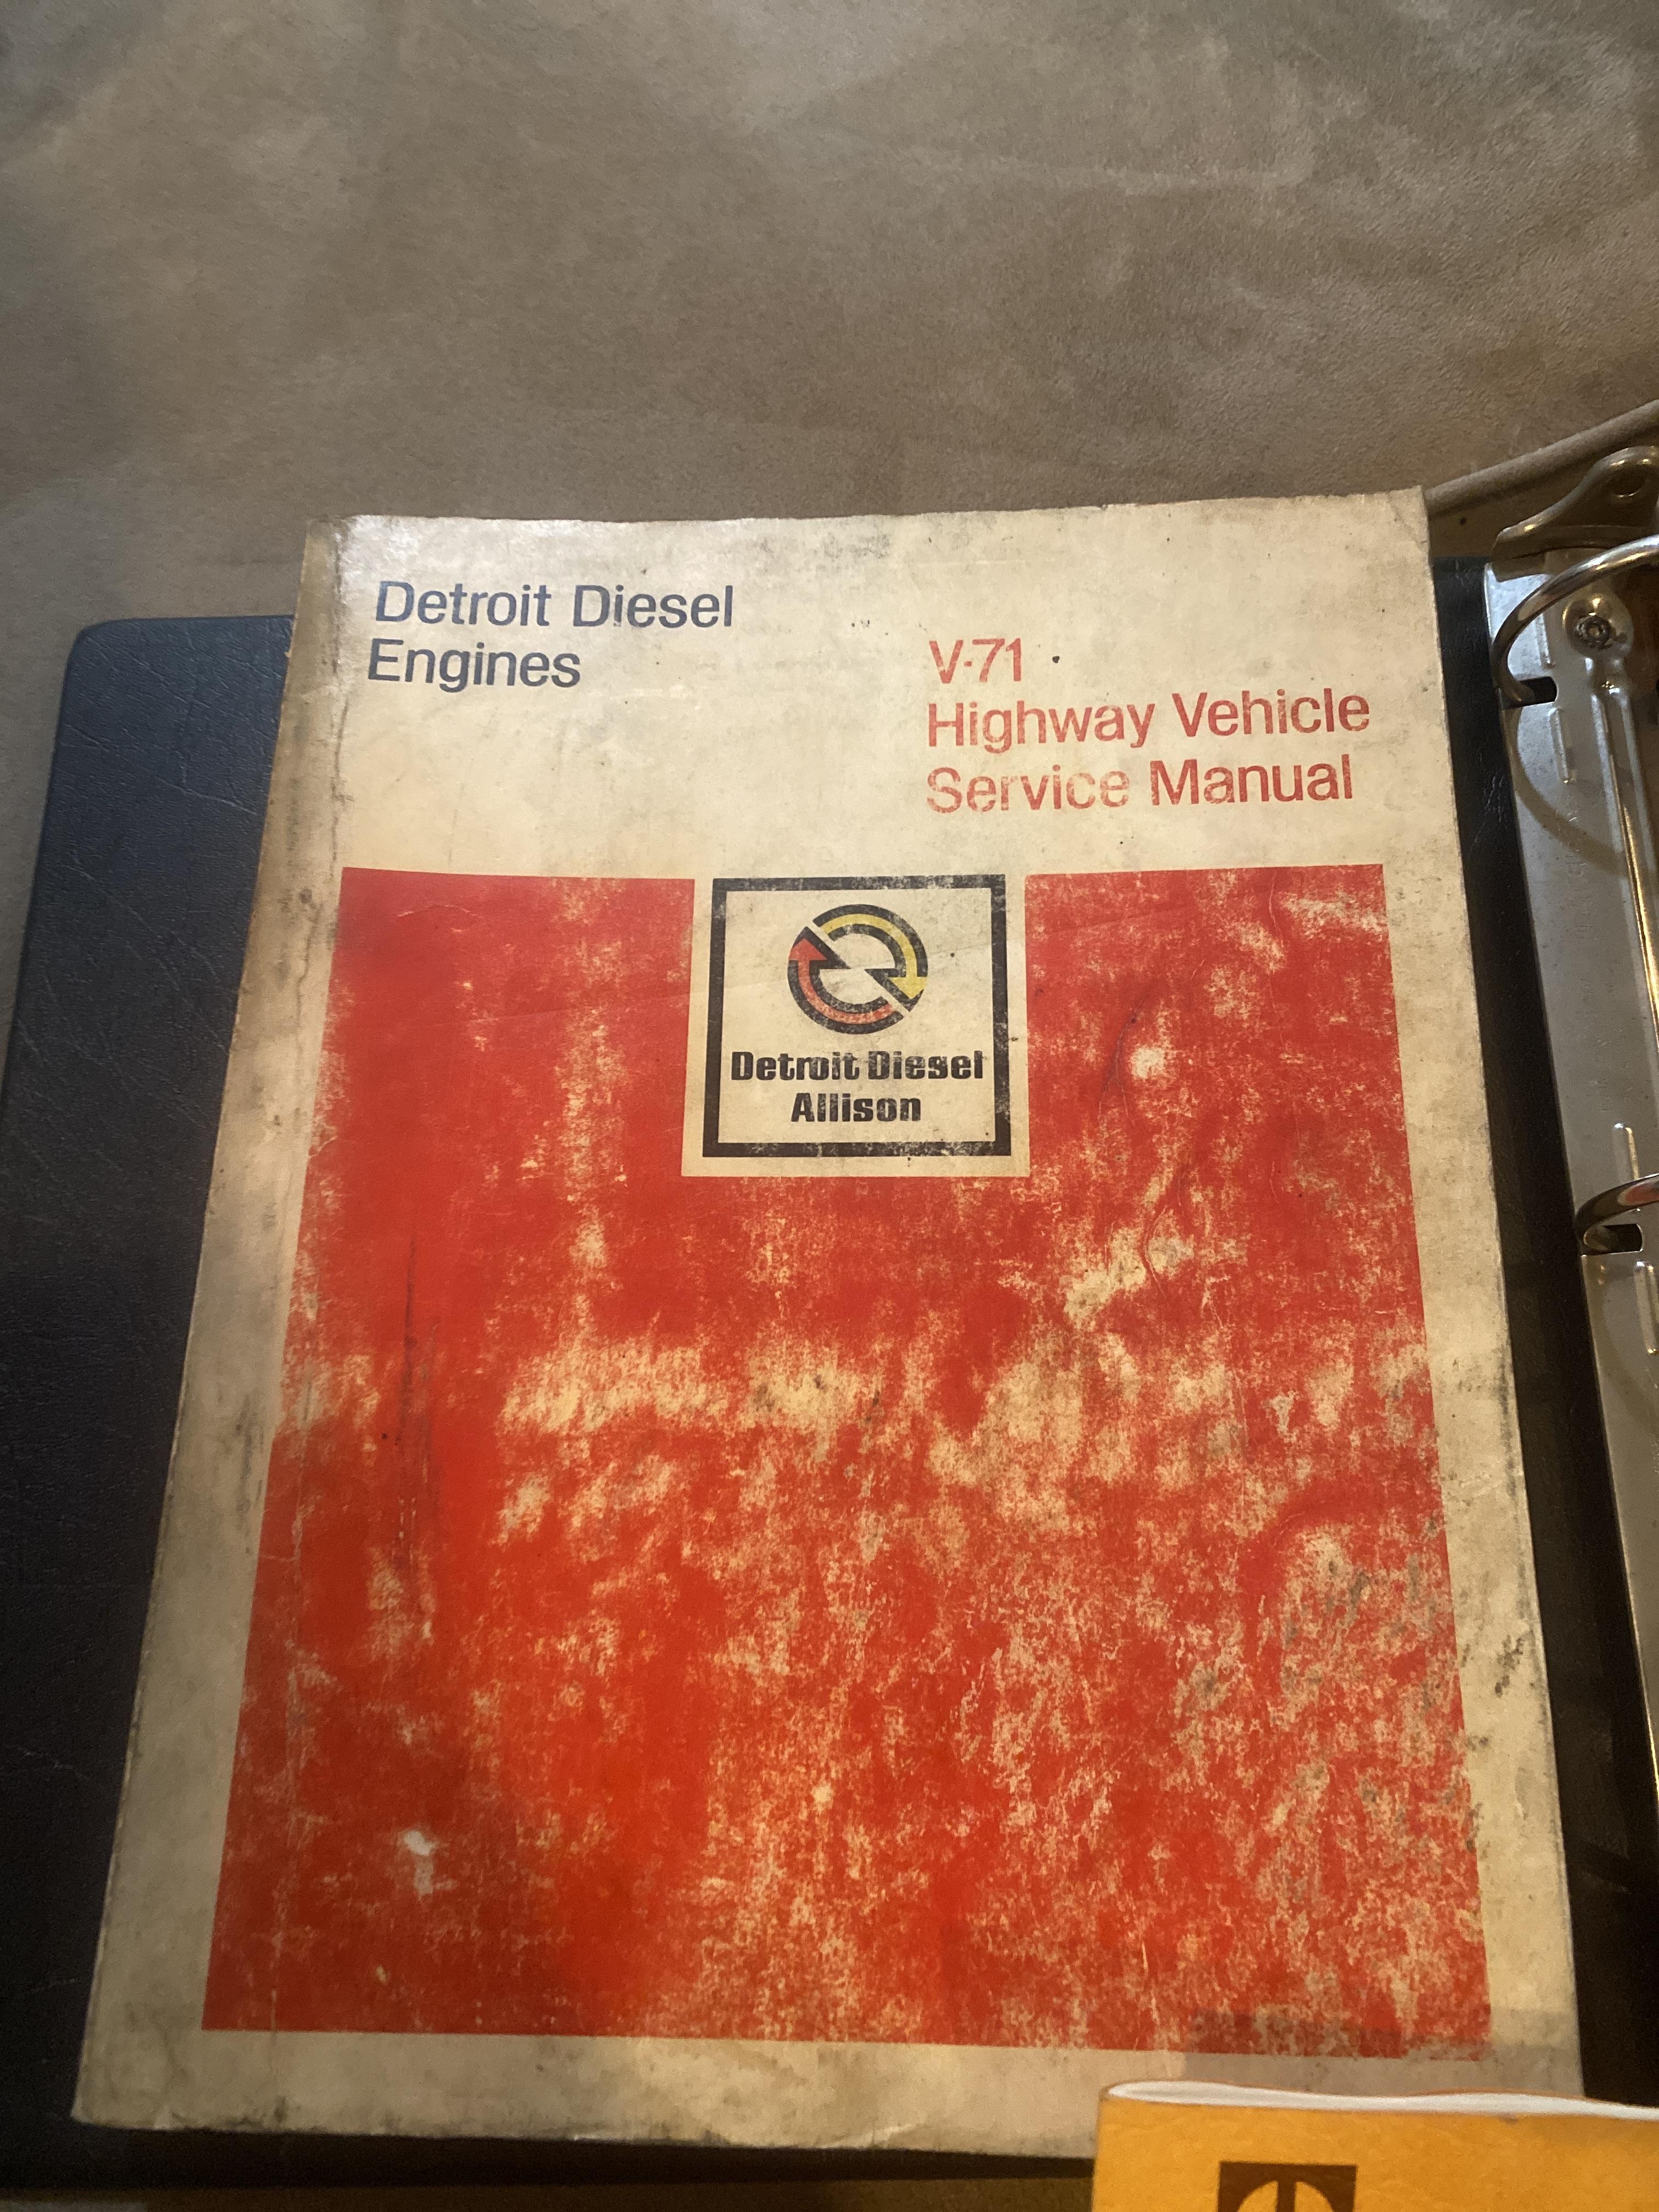 Detroit Diesel
Engines
V-71
Highway Vehicle
Service Manual
Detroit Diesel
Allison